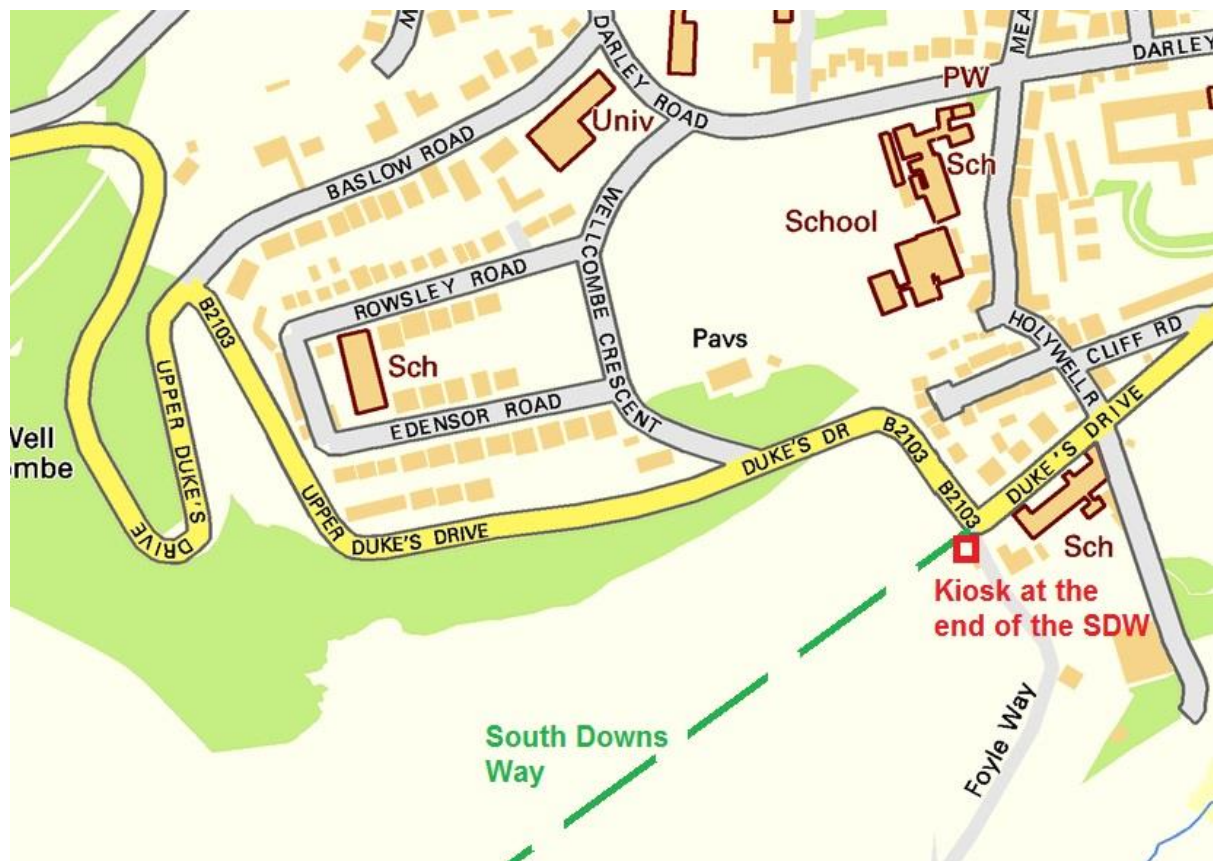 M
DARLEY ROAD
MEA
DARLEY
PW
Univ
BASLOW ROAD
Sch
WELLCOMBE CRESCENT
School
ROWSLEY ROAD
B2103
HOLYWELL R
CLIFF RD
Pavs
Sch
UPPER DUKE'S
DRIVE
EDENSOR ROAD
Well
ombe
DUKE'S DR
B2103
B2103
DUKE'S DRIVE
UPPER
DUKE'S DRIVE
Sch
Kiosk at the
end of the SDW
South Downs
Way
Foyle Way